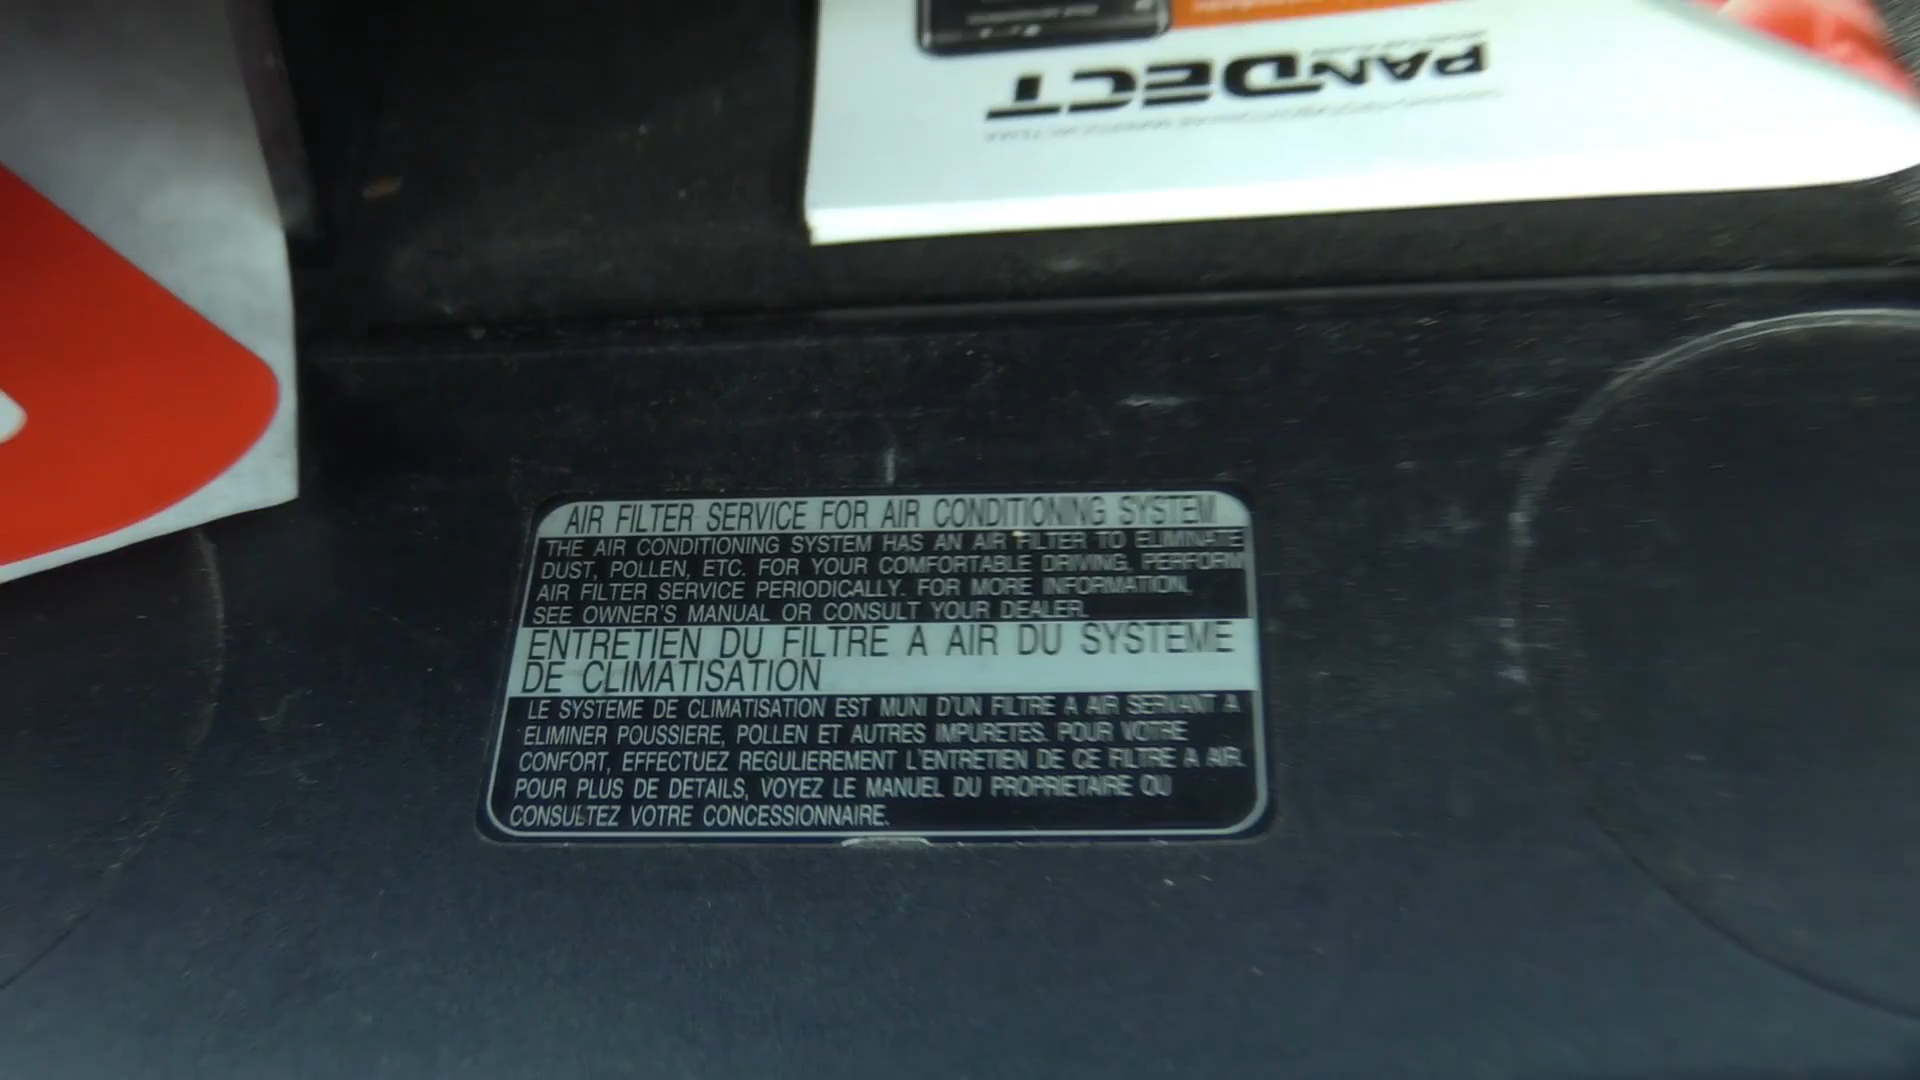 PANDECT
AIR FILTER SERVICE FOR AIR CONDITIONING SYSTEM
THE AIR CONDITIONING SYSTEM HAS AN AIR FILTER TO ELIMINATE
DUST, POLLEN, ETC. FOR YOUR COMFORTABLE DRIVING, PERFORM
AIR FILTER SERVICE PERIODICALLY. FOR MORE INFORMATION,
SEE OWNER'S MANUAL OR CONSULT YOUR DEALER.
ENTRETIEN DU FILTRE A AIR DU SYSTEME
DE CLIMATISATION
LE SYSTEME DE CLIMATISATION EST MUNI D'UN FILTRE A AIR SERVANT A
ELIMINER POUSSIERE, POLLEN ET AUTRES IMPURETES. POUR VOTRE
CONFORT, EFFECTUEZ REGULIEREMENT L'ENTRETIEN DE CE FILTRE A AIR.
POUR PLUS DE DETAILS, VOYEZ LE MANUEL DU PROPRIETAIRE OU
CONSULTEZ VOTRE CONCESSIONNAIRE.